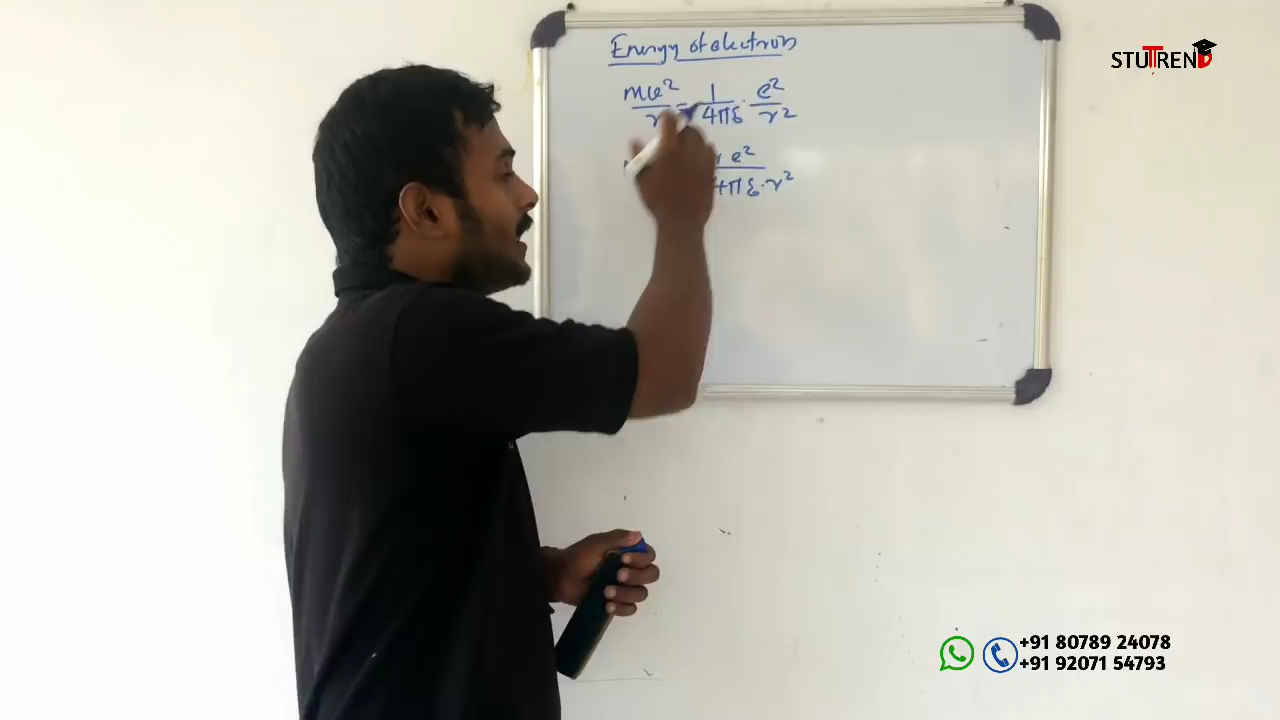 Energy of electron
mv²/r = 1/4πε . e²/r²
r e²/4πε.r²
STUTREND
+91 80789 24078
+91 92071 54793